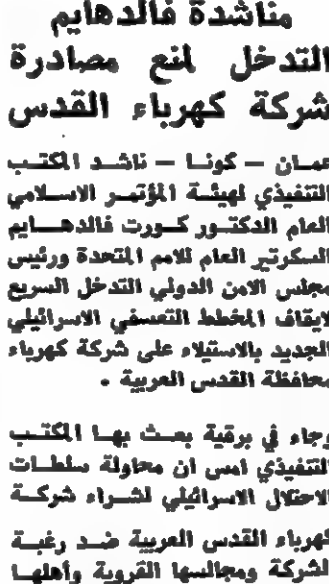 مناشدة فالدهايم
التدخل لمنع مصادرة
شركة كهرباء القدس
عمان — كونا — ناشد المكتب
التنفيذي لهيئة المؤتمر الاسلامي
العام الدكتور كورت فالدهايم
السكرتير العام للامم المتحدة ورئيس
مجلس الامن الدولي التدخل السريع
لايقاف المخطط التعسفي الاسرائيلي
الجديد بالاستيلاء على شركة كهرباء
محافظة القدس العربية .
وجاء في برقية بعث بها المكتب
التنفيذي امس ان محاولة سلطات
الاحتلال الاسرائيلي لشراء شركة
كهرباء القدس العربية ضد رغبة
الشركة ومجالسها القروية وأهلها